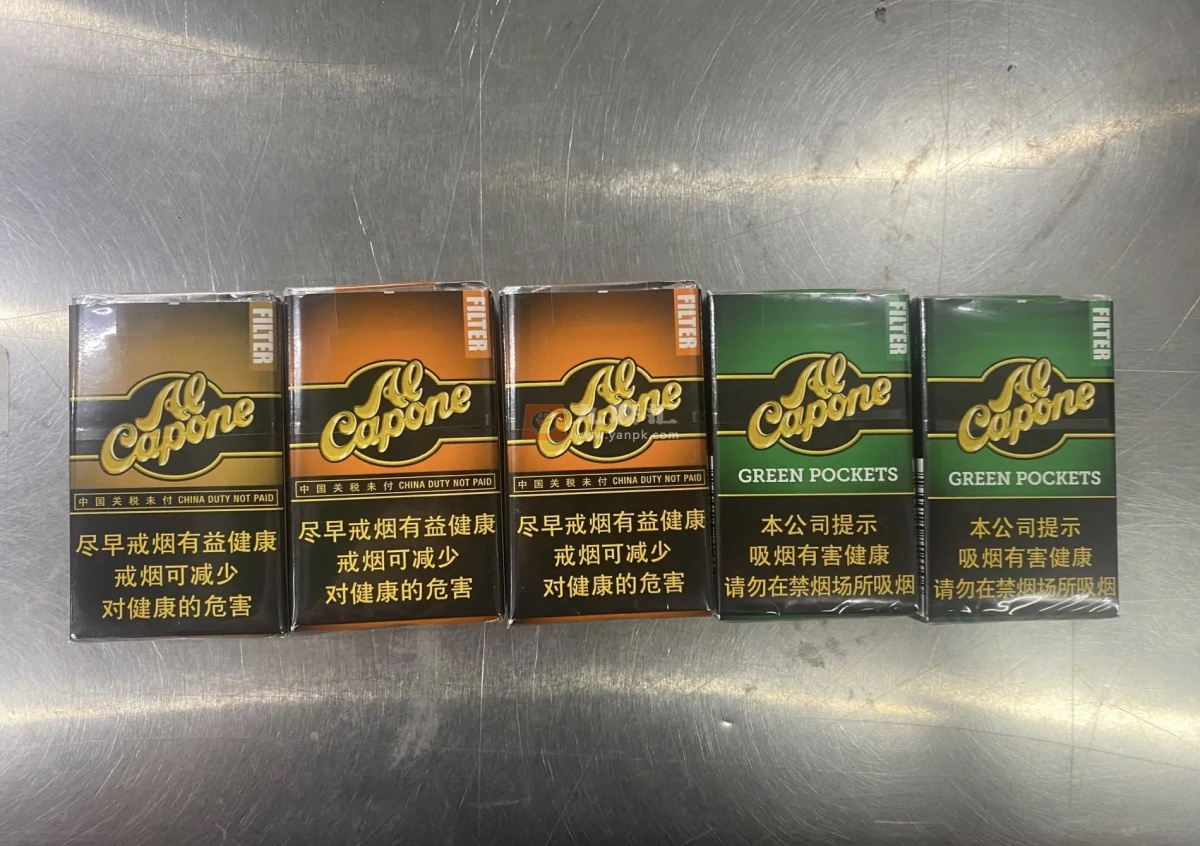 FILTER
Al
Capone
中国关税未付 CHINA DUTY NOT PAID
尽早戒烟有益健康
戒烟可减少
对健康的危害
FILTER
Al
Capone
中国关税未付 CHINA DUTY NOT PAID
尽早戒烟有益健康
戒烟可减少
对健康的危害
FILTER
Al
Capone
www.yanpk.com
中国关税未付 CHINA DUTY NOT PAID
尽早戒烟有益健康
戒烟可减少
对健康的危害
FILTER
Al
Capone
GREEN POCKETS
本公司提示
吸烟有害健康
请勿在禁烟场所吸烟
FILTER
Al
Capone
GREEN POCKETS
本公司提示
吸烟有害健康
请勿在禁烟场所吸烟